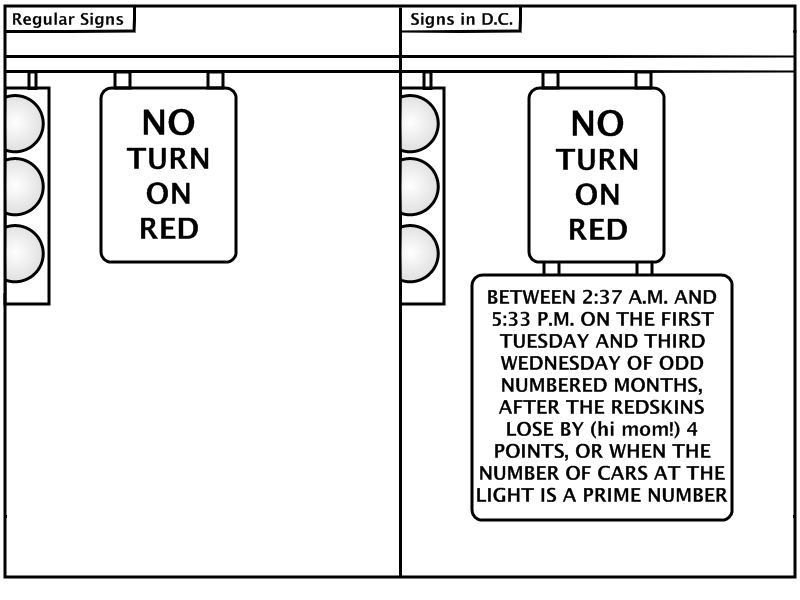 Regular Signs
NO
TURN
ON
RED
Signs in D.C.
NO
TURN
ON
RED
BETWEEN 2:37 A.M. AND
5:33 P.M. ON THE FIRST
TUESDAY AND THIRD
WEDNESDAY OF ODD
NUMBERED MONTHS,
AFTER THE REDSKINS
LOSE BY (hi mom!) 4
POINTS, OR WHEN THE
NUMBER OF CARS AT THE
LIGHT IS A PRIME NUMBER